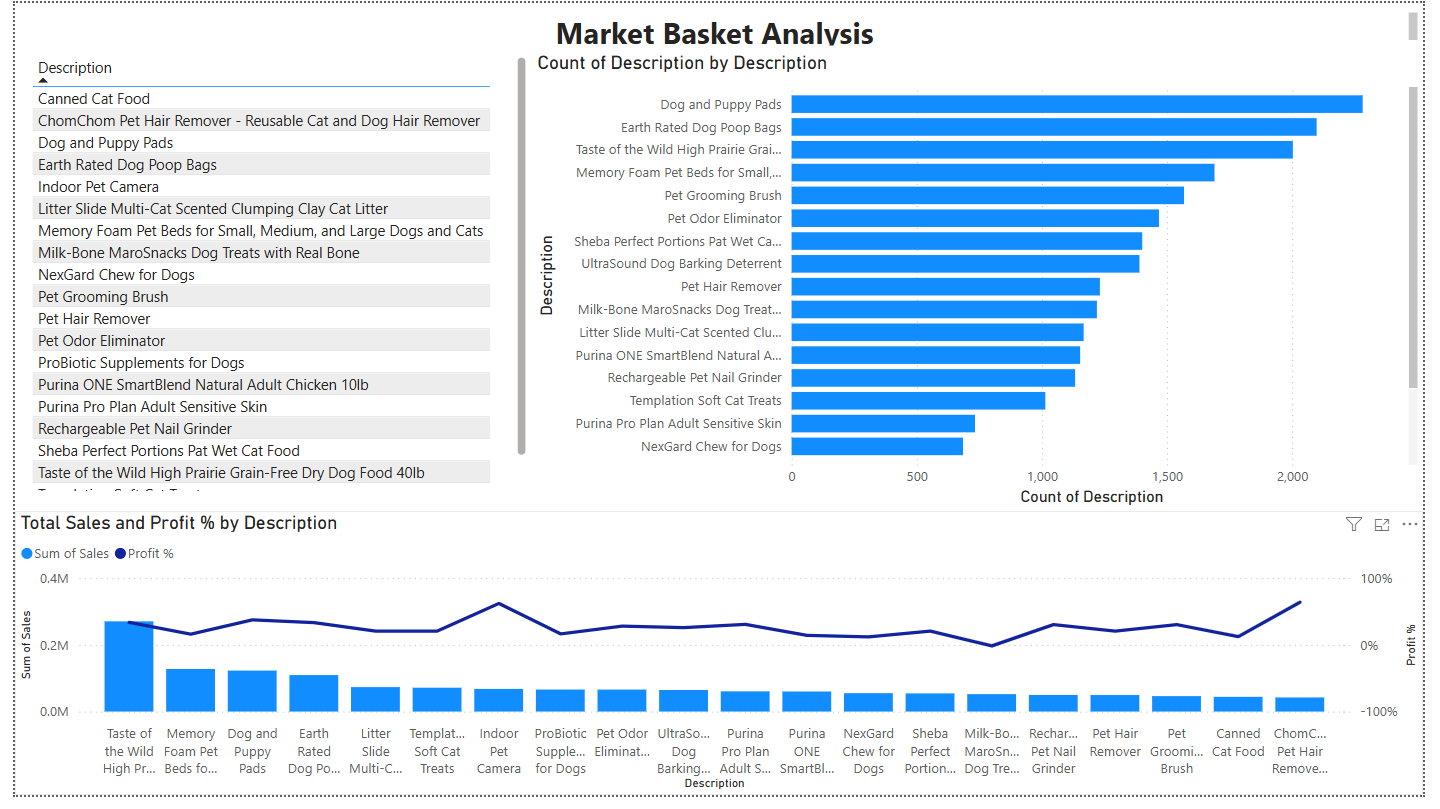 Market Basket Analysis
Description
Canned Cat Food
ChomChom Pet Hair Remover - Reusable Cat and Dog Hair Remover
Dog and Puppy Pads
Earth Rated Dog Poop Bags
Indoor Pet Camera
Litter Slide Multi-Cat Scented Clumping Clay Cat Litter
Memory Foam Pet Beds for Small, Medium, and Large Dogs and Cats
Milk-Bone MaroSnacks Dog Treats with Real Bone
NexGard Chew for Dogs
Pet Grooming Brush
Pet Hair Remover
Pet Odor Eliminator
ProBiotic Supplements for Dogs
Purina ONE SmartBlend Natural Adult Chicken 10lb
Purina Pro Plan Adult Sensitive Skin
Rechargeable Pet Nail Grinder
Sheba Perfect Portions Pat Wet Cat Food
Taste of the Wild High Prairie Grain-Free Dry Dog Food 40lb
Count of Description by Description
Description
Dog and Puppy Pads
Earth Rated Dog Poop Bags
Taste of the Wild High Prairie Grai...
Memory Foam Pet Beds for Small,...
Pet Grooming Brush
Pet Odor Eliminator
Sheba Perfect Portions Pat Wet Ca...
UltraSound Dog Barking Deterrent
Pet Hair Remover
Milk-Bone MaroSnacks Dog Treat...
Litter Slide Multi-Cat Scented Clu...
Purina ONE SmartBlend Natural A...
Rechargeable Pet Nail Grinder
Templation Soft Cat Treats
Purina Pro Plan Adult Sensitive Skin
NexGard Chew for Dogs
0 500 1,000 1,500 2,000
Count of Description
Total Sales and Profit % by Description
Sum of Sales Profit %
Sum of Sales
0.4M
0.2M
0.0M
100%
0%
-100%
Profit %
Taste of the Wild High Pr...
Memory Foam Pet Beds fo...
Dog and Puppy Pads
Earth Rated Dog Po...
Litter Slide Multi-C...
Templat... Soft Cat Treats
Indoor Pet Camera
ProBiotic Supple... for Dogs
Pet Odor Eliminat...
UltraSo... Dog Barking...
Purina Pro Plan Adult S...
Purina ONE SmartBl...
NexGard Chew for Dogs
Sheba Perfect Portion...
Milk-Bo... MaroSn... Dog Tre...
Rechar... Pet Nail Grinder
Pet Hair Remover
Pet Groomi... Brush
Canned Cat Food
ChomC... Pet Hair Remove...
Description